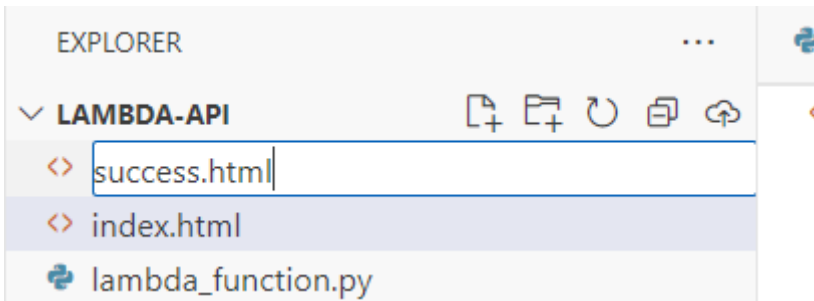 EXPLORER
LAMBDA-API
success.html
index.html
lambda_function.py